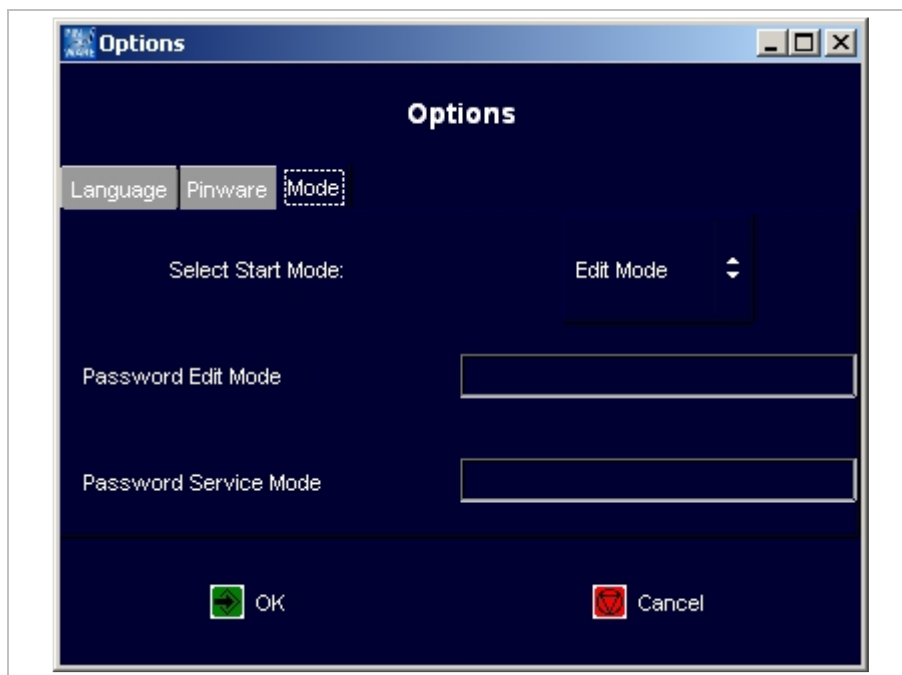 Options
Options
Language Pinware Mode
Select Start Mode: Edit Mode
Password Edit Mode
Password Service Mode
OK Cancel